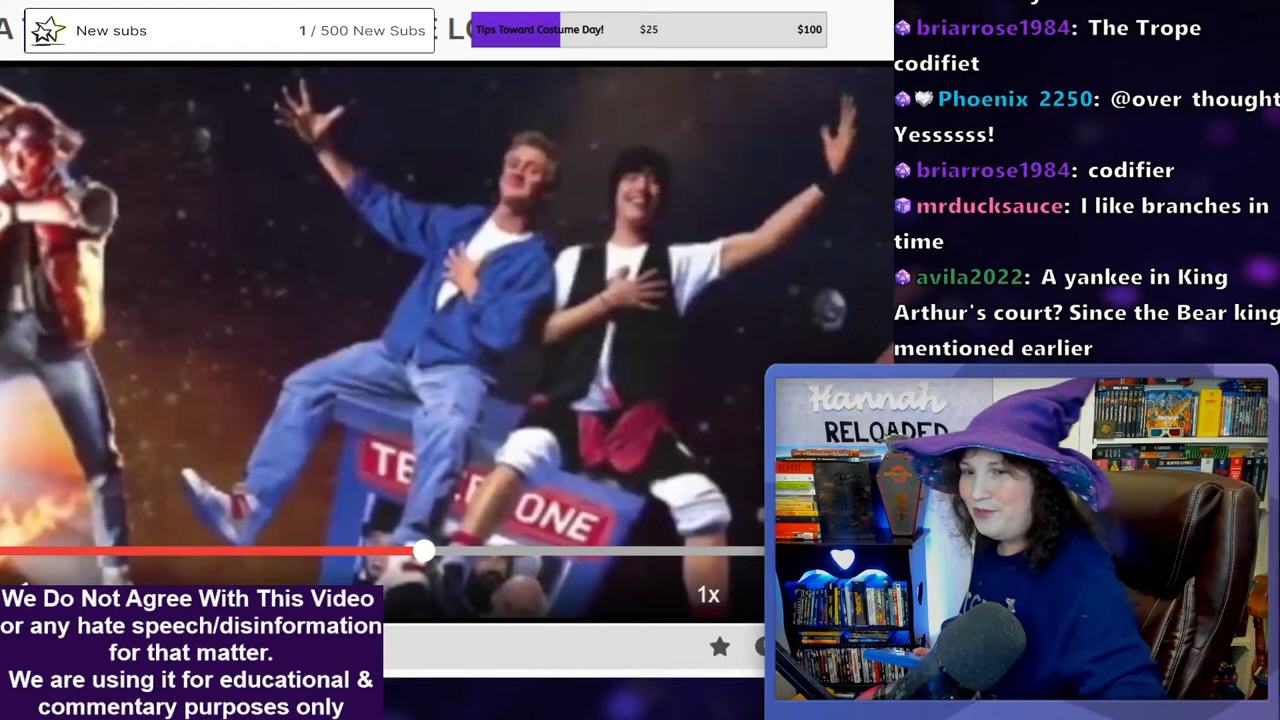 A
New subs
1 / 500 New Subs
E LO
Tips Toward Costume Day!
$25
$100
briarrose1984: The Trope
codifiet
Phoenix 2250: @over thought
Yessssss!
briarrose1984: codifier
mrducksauce: I like branches in
time
avila2022: A yankee in King
Arthur's court? Since the Bear king
mentioned earlier
TELEPHONE
1x
Hannah
RELOADED
We Do Not Agree With This Video
or any hate speech/disinformation
for that matter.
We are using it for educational &
commentary purposes only